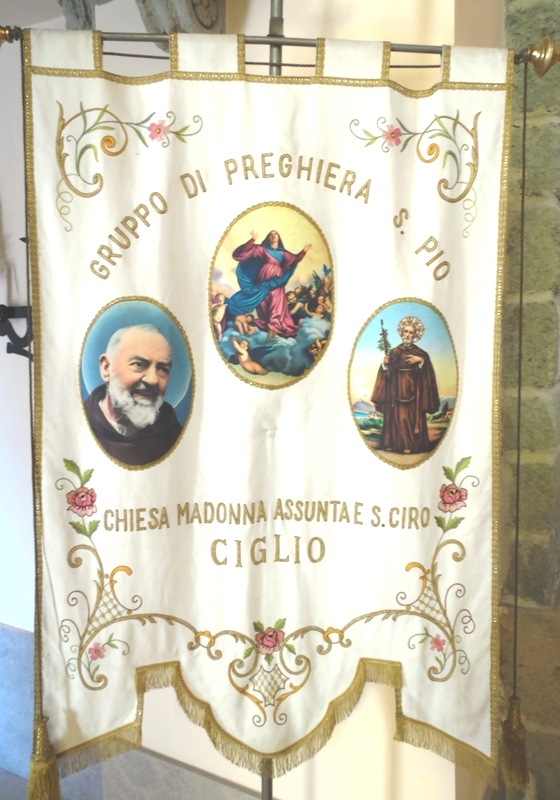 GRUPPO DI PREGHIERA S. PIO
CHIESA MADONNA ASSUNTA E S. CIRO
CIGLIO